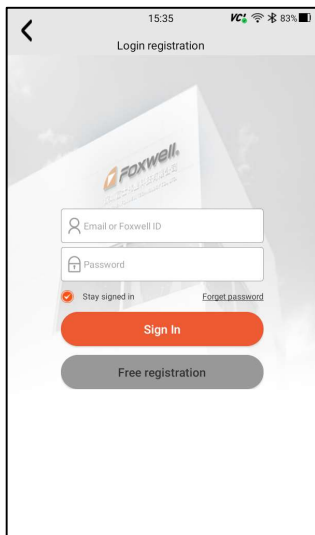 15:35 VCI 83%
Login registration
Foxwell®
Email or Foxwell ID
Password
Stay signed in Forget password
Sign In
Free registration